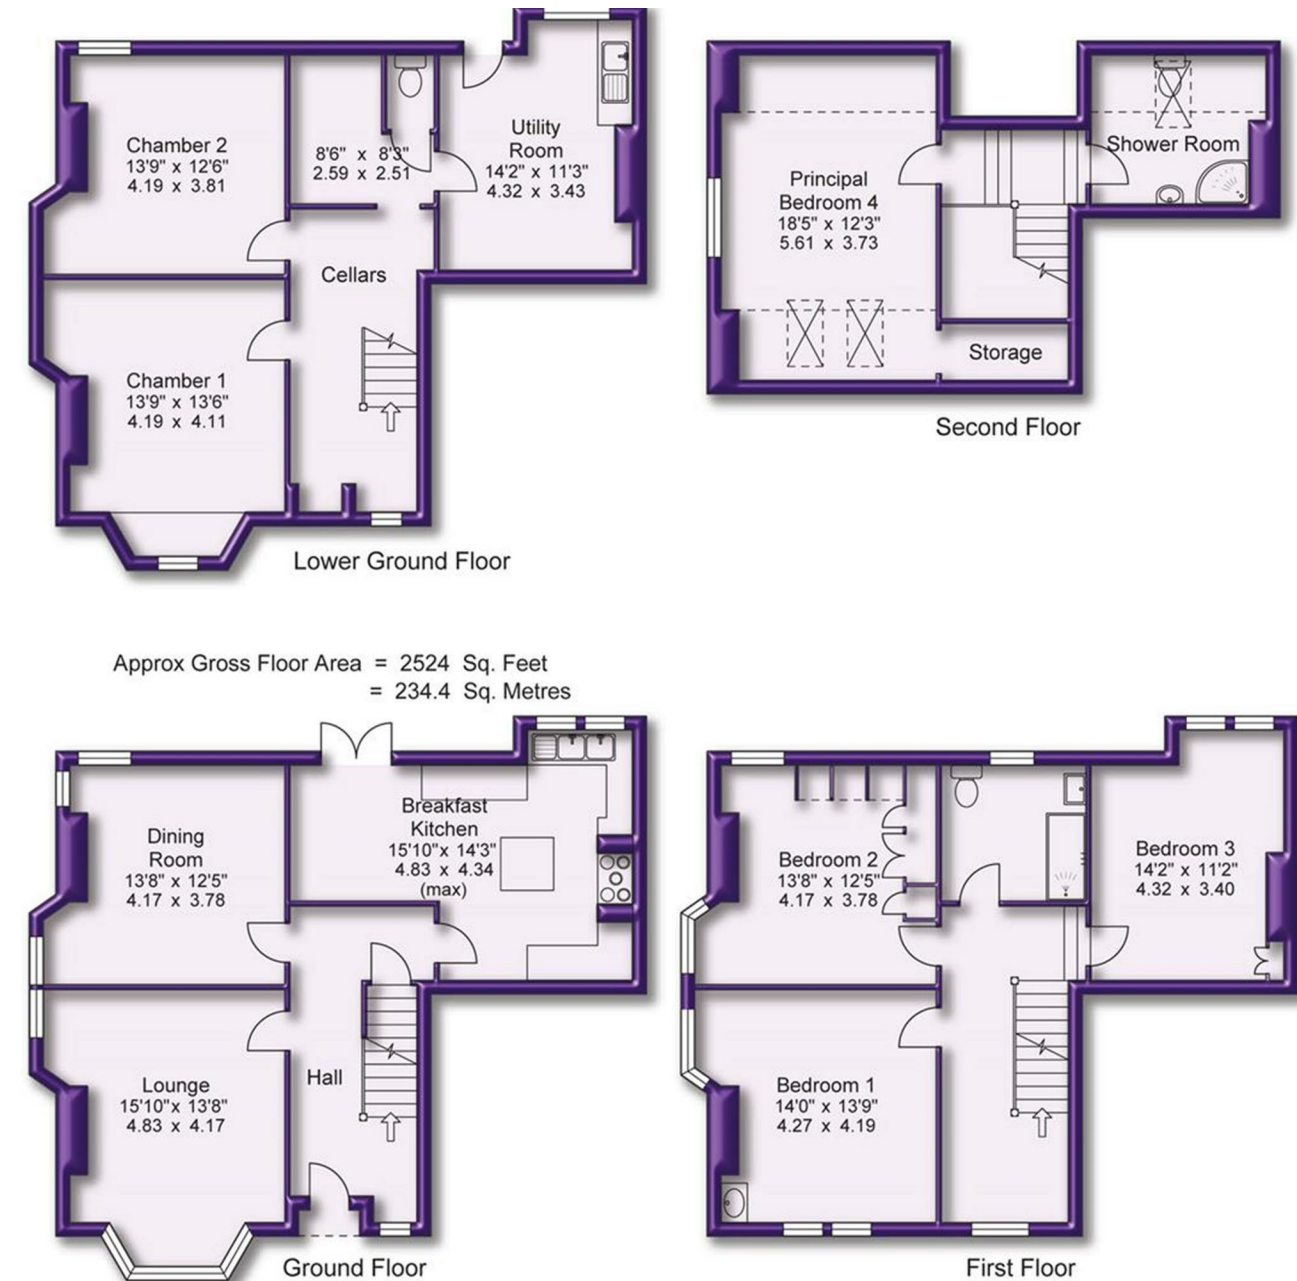 Chamber 2
13'9" x 12'6"
4.19 x 3.81
8'6" x 8'3"
2.59 x 2.51
Utility
Room
14'2" x 11'3"
4.32 x 3.43
Cellars
Chamber 1
13'9" x 13'6"
4.19 x 4.11
Lower Ground Floor
Principal
Bedroom 4
18'5" x 12'3"
5.61 x 3.73
Shower Room
Storage
Second Floor
Approx Gross Floor Area = 2524 Sq. Feet
= 234.4 Sq. Metres
Dining
Room
13'8" x 12'5"
4.17 x 3.78
Breakfast
Kitchen
15'10"x 14'3"
4.83 x 4.34
(max)
Lounge
15'10"x 13'8"
4.83 x 4.17
Hall
Ground Floor
Bedroom 2
13'8" x 12'5"
4.17 x 3.78
Bedroom 3
14'2" x 11'2"
4.32 x 3.40
Bedroom 1
14'0" x 13'9"
4.27 x 4.19
First Floor